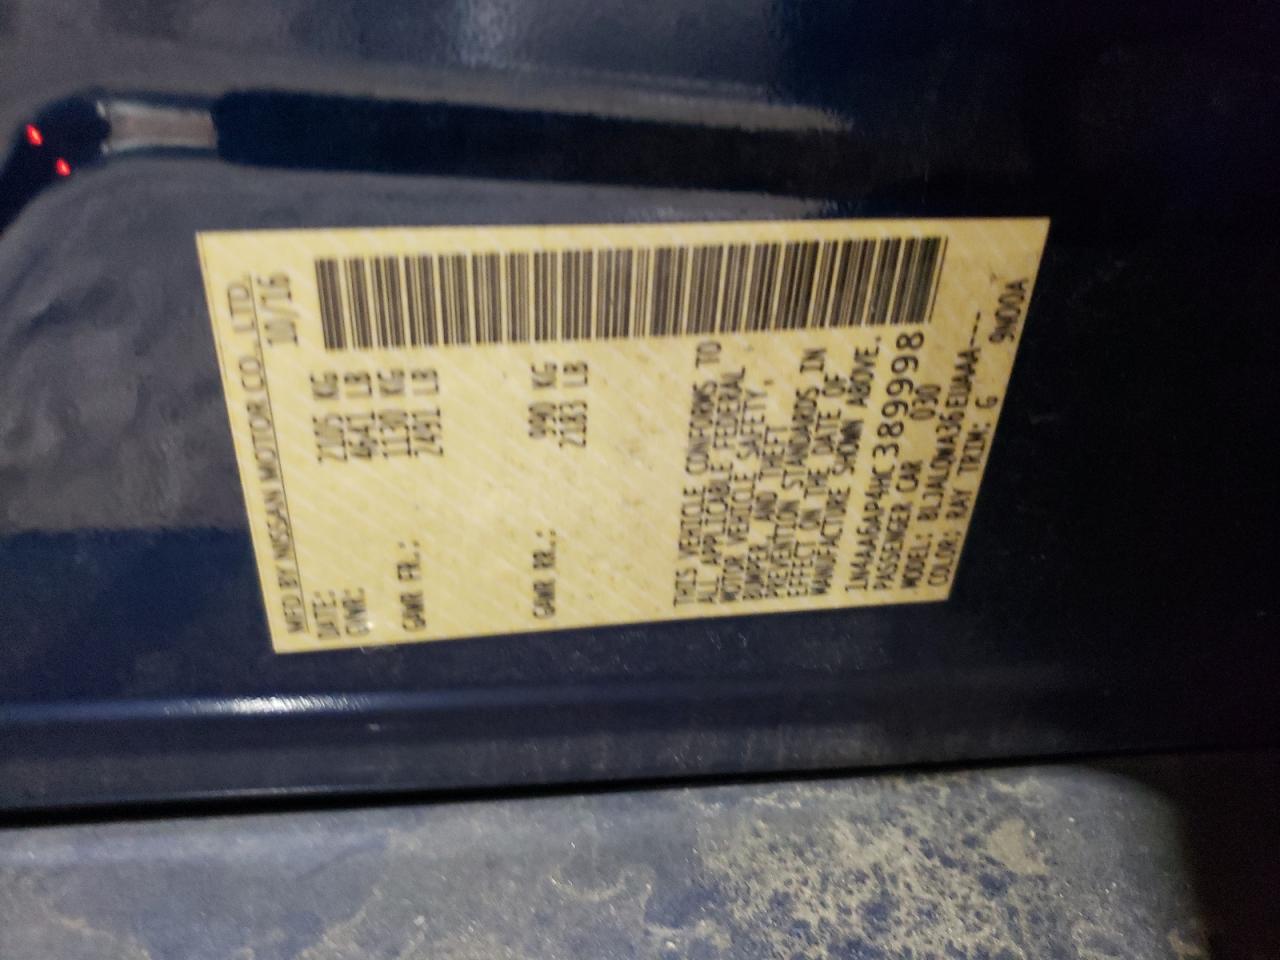 MFD BY NISSAN MOTOR CO., LTD.
DATE: 10/16
GVWR: 2105 KG
4641 LB
GAWR FR.: 1130 KG
2491 LB
GAWR RR.: 990 KG
2183 LB
THIS VEHICLE CONFORMS TO
ALL APPLICABLE FEDERAL
MOTOR VEHICLE SAFETY,
BUMPER, AND THEFT
PREVENTION STANDARDS IN
EFFECT ON THE DATE OF
MANUFACTURE SHOWN ABOVE.
1N4AA6AP4HC389998
PASSENGER CAR 030
MODEL: BLJALQWA36EUAAA---
COLOR: RAY TRIM: G 9N00A